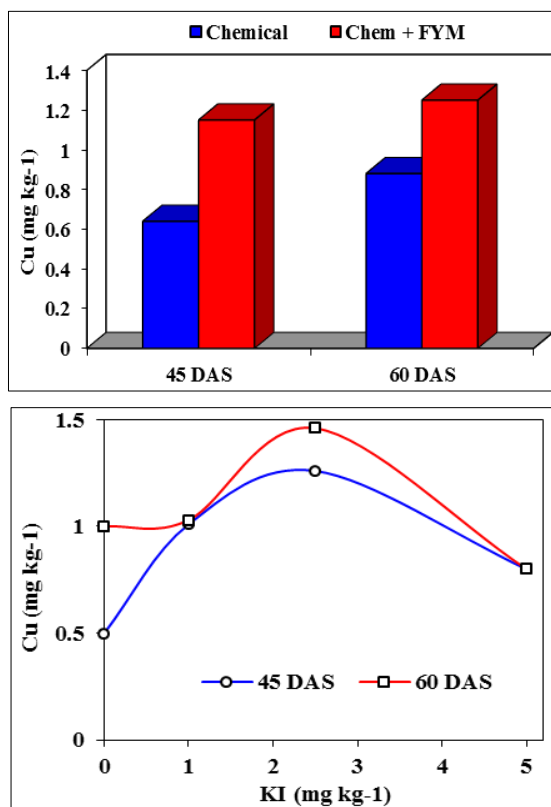 Chemical Chem + FYM
Cu (mg kg-1)
1.4
1.2
1
0.8
0.6
0.4
0.2
0
45 DAS 60 DAS
Cu (mg kg-1)
1.5
1
0.5
0
45 DAS 60 DAS
0 1 2 3 4 5
KI (mg kg-1)